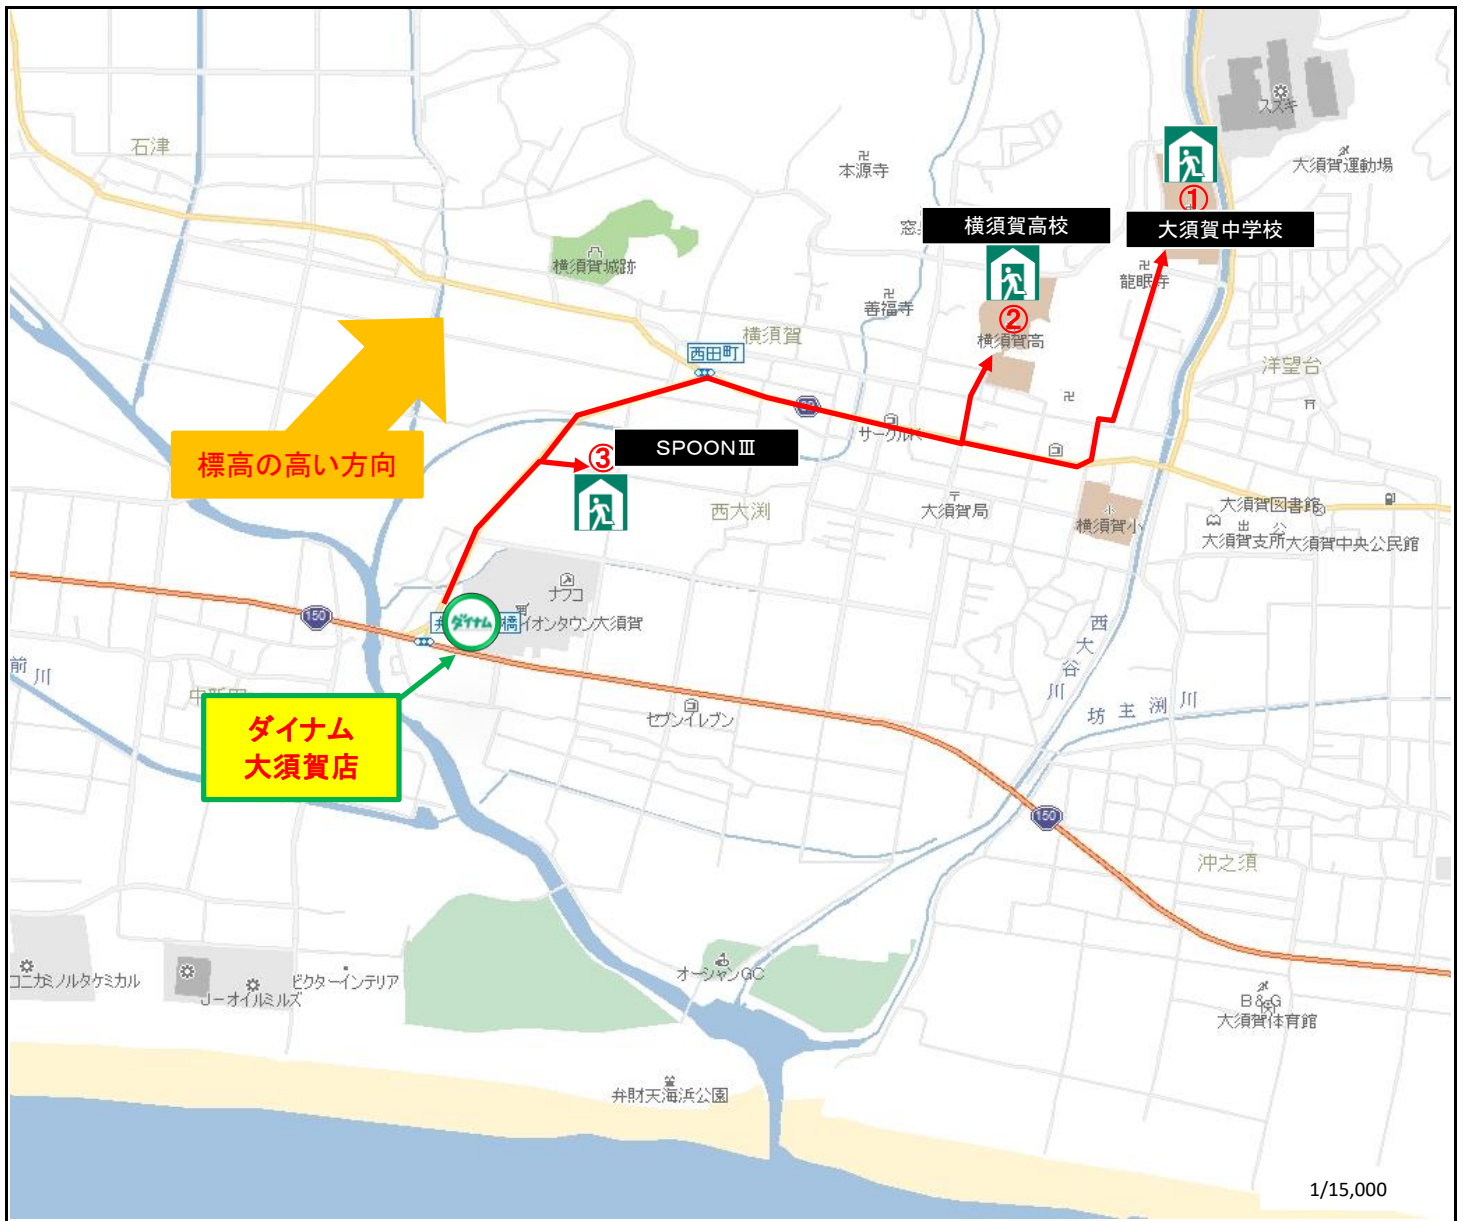 石津
スズキ
大須賀運動場
本源寺
①
横須賀高校
大須賀中学校
横須賀城跡
龍眠寺
善福寺
②
横須賀
横須賀高
西田町
洋望台
サークルK
標高の高い方向
③
SPOONⅢ
西大渕
大須賀局
横須賀小
大須賀図書館
大須賀支所
大須賀中央公民館
ナフコ
150
ダイナム
橋
イオンタウン大須賀
西大谷川
前川
坊主渕川
セブンイレブン
ダイナム
大須賀店
150
沖之須
コニカミノルタケミカル
J-オイルミルズ
ビクターインテリア
オーシャンGC
B&G
大須賀体育館
弁財天海浜公園
1/15,000